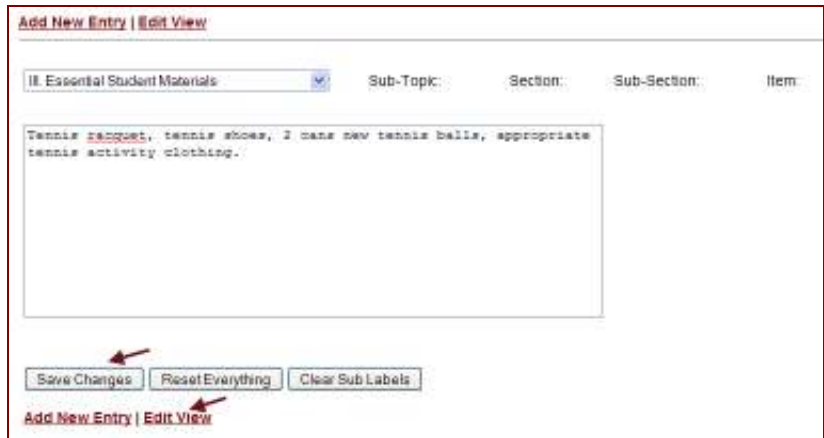 Add New Entry | Edit View
III. Essential Student Materials Sub-Topic: Section: Sub-Section: Item:
Tennis racquet, tennis shoes, 2 cans new tennis balls, appropriate
tennis activity clothing.
Save Changes Reset Everything Clear Sub Labels
Add New Entry | Edit View